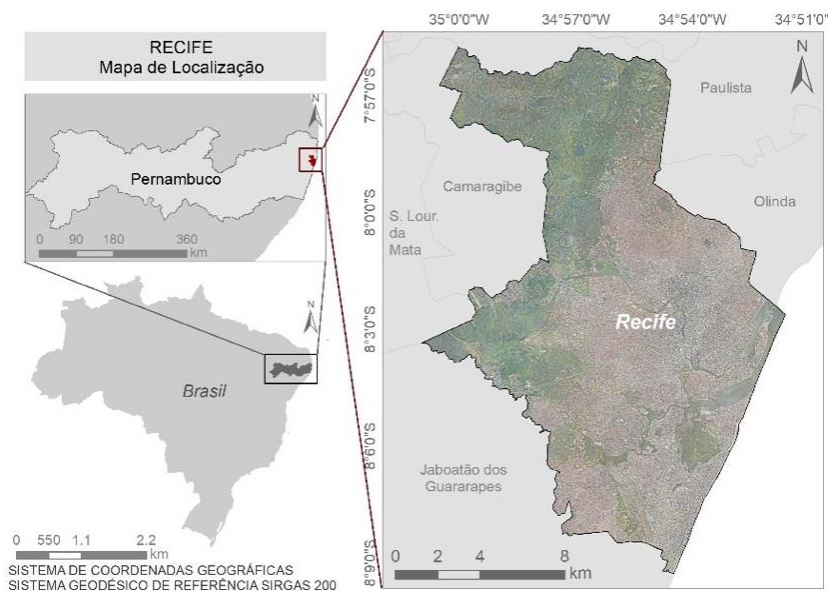 RECIFE
Mapa de Localização
N
Pernambuco
0 90 180 360
km
N
Brasil
0 550 1.1 2.2
km
SISTEMA DE COORDENADAS GEOGRÁFICAS
SISTEMA GEODÉSICO DE REFERÊNCIA SIRGAS 200
35°0'0"W 34°57'0"W 34°54'0"W 34°51'0
7°57'0"S
8°0'0"S
8°3'0"S
8°6'0"S
8°9'0"S
N
Paulista
Camaragibe
Olinda
S. Lour.
da
Mata
Recife
Jaboatão dos
Guararapes
0 2 4 8
km